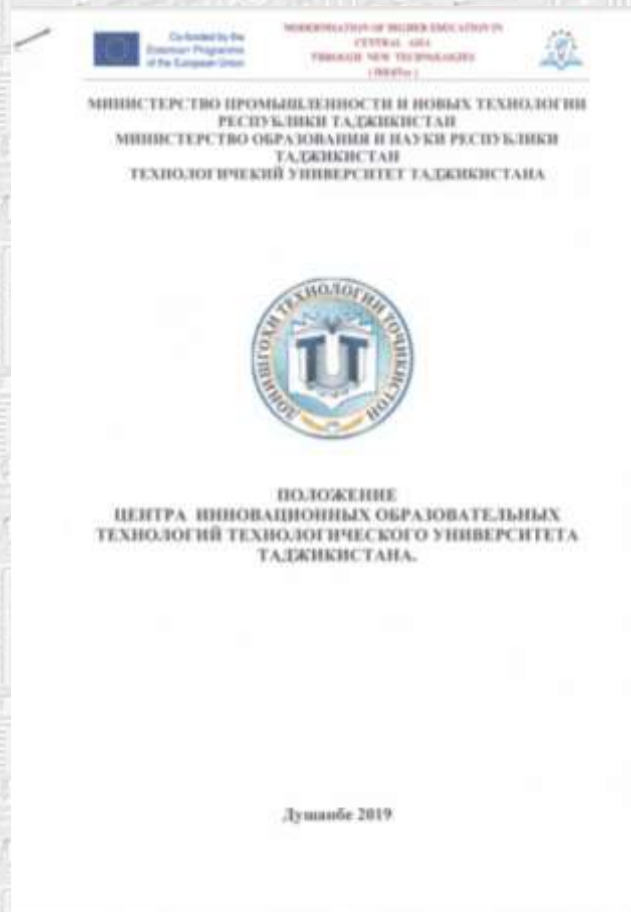 Co-funded by the
Erasmus+ Programme
of the European Union
MODERNISATION OF HIGHER EDUCATION IN
CENTRAL ASIA
THROUGH NEW TECHNOLOGIES
МИНИСТЕРСТВО ПРОМЫШЛЕННОСТИ И НОВЫХ ТЕХНОЛОГИИ
РЕСПУБЛИКИ ТАДЖИКИСТАН
МИНИСТЕРСТВО ОБРАЗОВАНИЯ И НАУКИ РЕСПУБЛИКИ
ТАДЖИКИСТАН
ТЕХНОЛОГИЧЕКИЙ УНИВЕРСИТЕТ ТАДЖИКИСТАНА
ДОНИШГОҲИ ТЕХНОЛОГИИ ТОҶИКИСТОН
TUT
ПОЛОЖЕНИЕ
ЦЕНТРА ИННОВАЦИОННЫХ ОБРАЗОВАТЕЛЬНЫХ
ТЕХНОЛОГИЙ ТЕХНОЛОГИЧЕСКОГО УНИВЕРСИТЕТА
ТАДЖИКИСТАНА.
Душанбе 2019